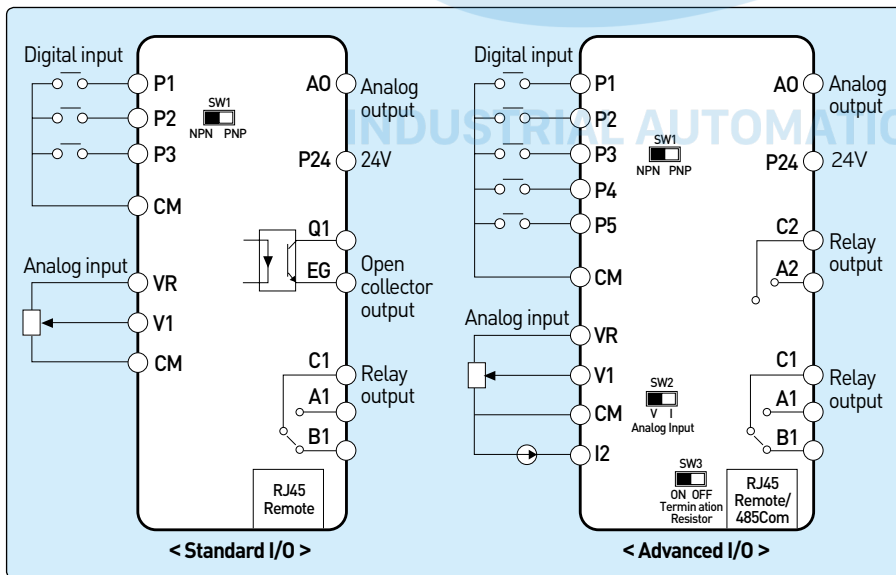 INDUSTRIAL AUTOMATIC
Digital input
P1
P2
P3
CM
SW1
NPN PNP
AO
Analog
output
P24
24V
Q1
EG
Open
collector
output
Analog input
VR
V1
CM
C1
A1
B1
Relay
output
RJ45
Remote
< Standard I/O >
Digital input
P1
P2
P3
P4
P5
CM
SW1
NPN PNP
AO
Analog
output
P24
24V
C2
A2
Relay
output
Analog input
VR
V1
CM
I2
SW2
V I
Analog Input
C1
A1
B1
Relay
output
SW3
ON OFF
Termination
Resistor
RJ45
Remote/
485Com
< Advanced I/O >